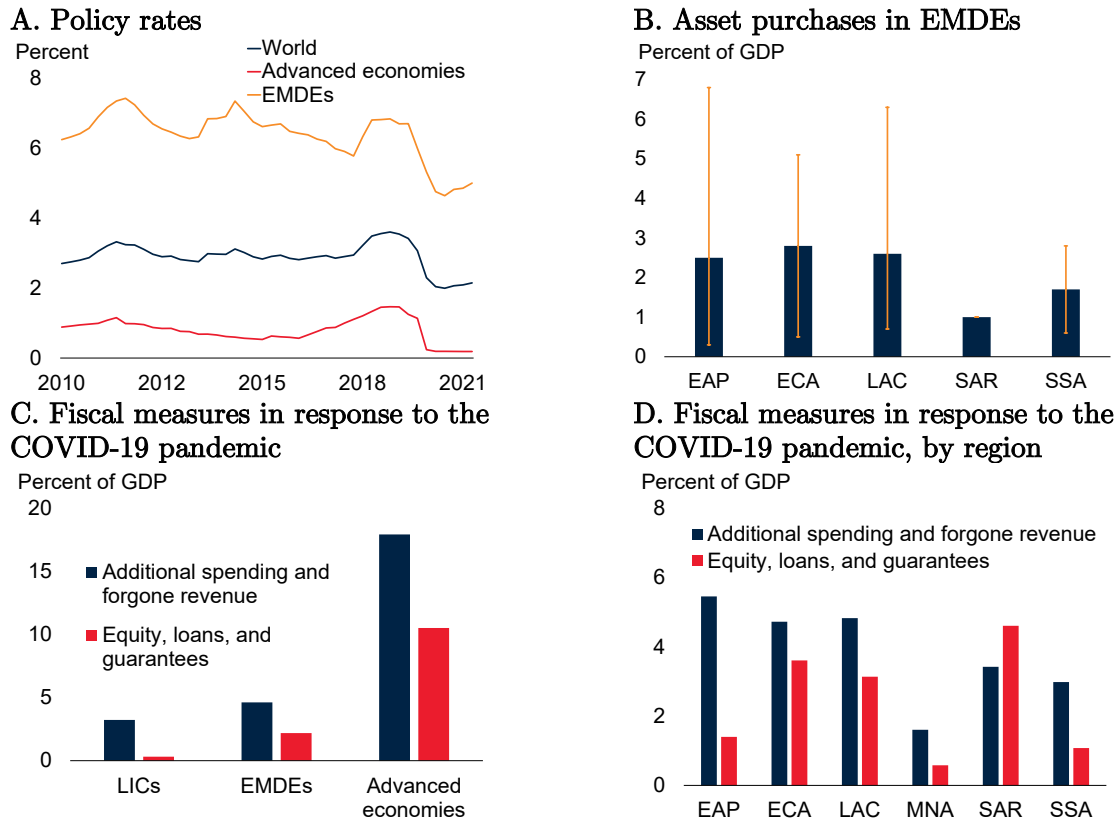 A. Policy rates
Percent
World
Advanced economies
EMDEs
8
6
4
2
0
2010 2012 2015 2018 2021
B. Asset purchases in EMDEs
Percent of GDP
7
6
5
4
3
2
1
0
EAP ECA LAC SAR SSA
C. Fiscal measures in response to the
COVID-19 pandemic
Percent of GDP
20
15
10
5
0
Additional spending and
forgone revenue
Equity, loans, and
guarantees
LICs EMDEs Advanced
economies
D. Fiscal measures in response to the
COVID-19 pandemic, by region
Percent of GDP
8
6
4
2
0
Additional spending and forgone revenue
Equity, loans, and guarantees
EAP ECA LAC MNA SAR SSA